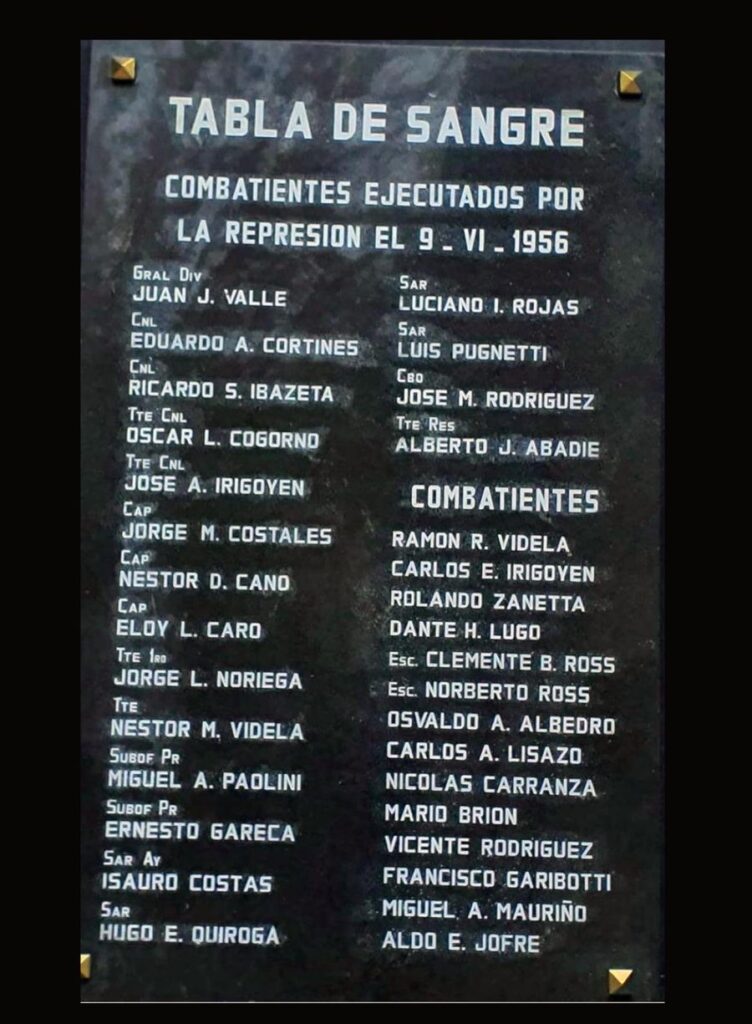 TABLA DE SANGRE
COMBATIENTES EJECUTADOS POR
LA REPRESION EL 9 - VI - 1956
GRAL DIV
JUAN J. VALLE
CNL
EDUARDO A. CORTINES
CNL
RICARDO S. IBAZETA
TTE CNL
OSCAR L. COGORNO
TTE CNL
JOSE A. IRIGOYEN
CAP
JORGE M. COSTALES
CAP
NESTOR D. CANO
CAP
ELOY L. CARO
TTE 1RO
JORGE L. NORIEGA
TTE
NESTOR M. VIDELA
SUBOF PR
MIGUEL A. PAOLINI
SUBOF PR
ERNESTO GARECA
SAR AY
ISAURO COSTAS
SAR
HUGO E. QUIROGA
SAR
LUCIANO I. ROJAS
SAR
LUIS PUGNETTI
CBO
JOSE M. RODRIGUEZ
TTE RES
ALBERTO J. ABADIE
COMBATIENTES
RAMON R. VIDELA
CARLOS E. IRIGOYEN
ROLANDO ZANETTA
DANTE H. LUGO
ESC. CLEMENTE B. ROSS
ESC. NORBERTO ROSS
OSVALDO A. ALBEDRO
CARLOS A. LISAZO
NICOLAS CARRANZA
MARIO BRION
VICENTE RODRIGUEZ
FRANCISCO GARIBOTTI
MIGUEL A. MAURIÑO
ALDO E. JOFRE